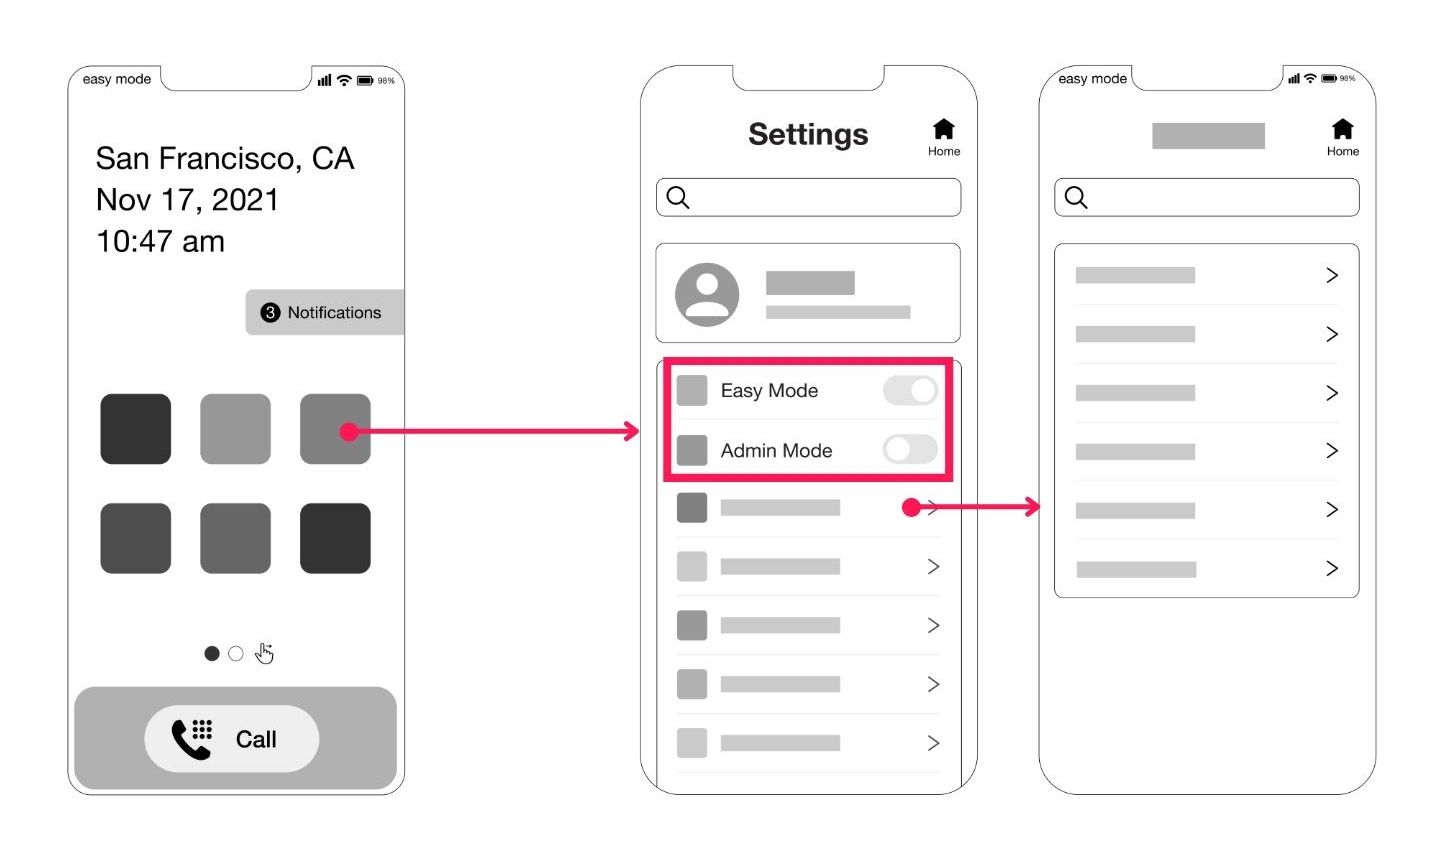 easy mode
98%
San Francisco, CA
Nov 17, 2021
10:47 am
3 Notifications
Call
Settings
Home
Easy Mode
Admin Mode
easy mode
98%
Home